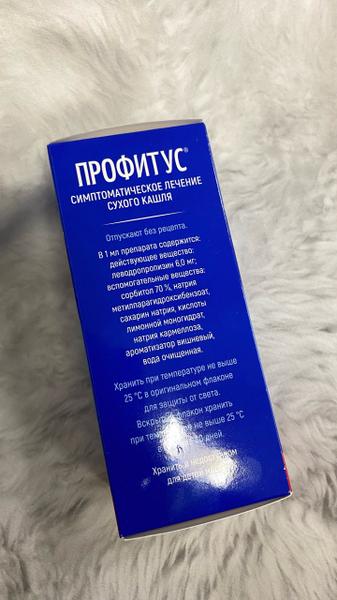 ПРОФИТУС®
СИМПТОМАТИЧЕСКОЕ ЛЕЧЕНИЕ
СУХОГО КАШЛЯ
Отпускают без рецепта.
В 1 мл препарата содержится:
действующее вещество:
леводропропизин 6,0 мг;
вспомогательные вещества:
сорбитол 70 %, натрия
метилпарагидроксибензоат,
сахарин натрия, кислоты
лимонной моногидрат,
натрия кармеллоза,
ароматизатор вишневый,
вода очищенная.
Хранить при температуре не выше
25 °С в оригинальном флаконе
для защиты от света.
Вскрытый флакон хранить
при температуре не выше 25 °С
дней.
Хранить в недоступном
для детей